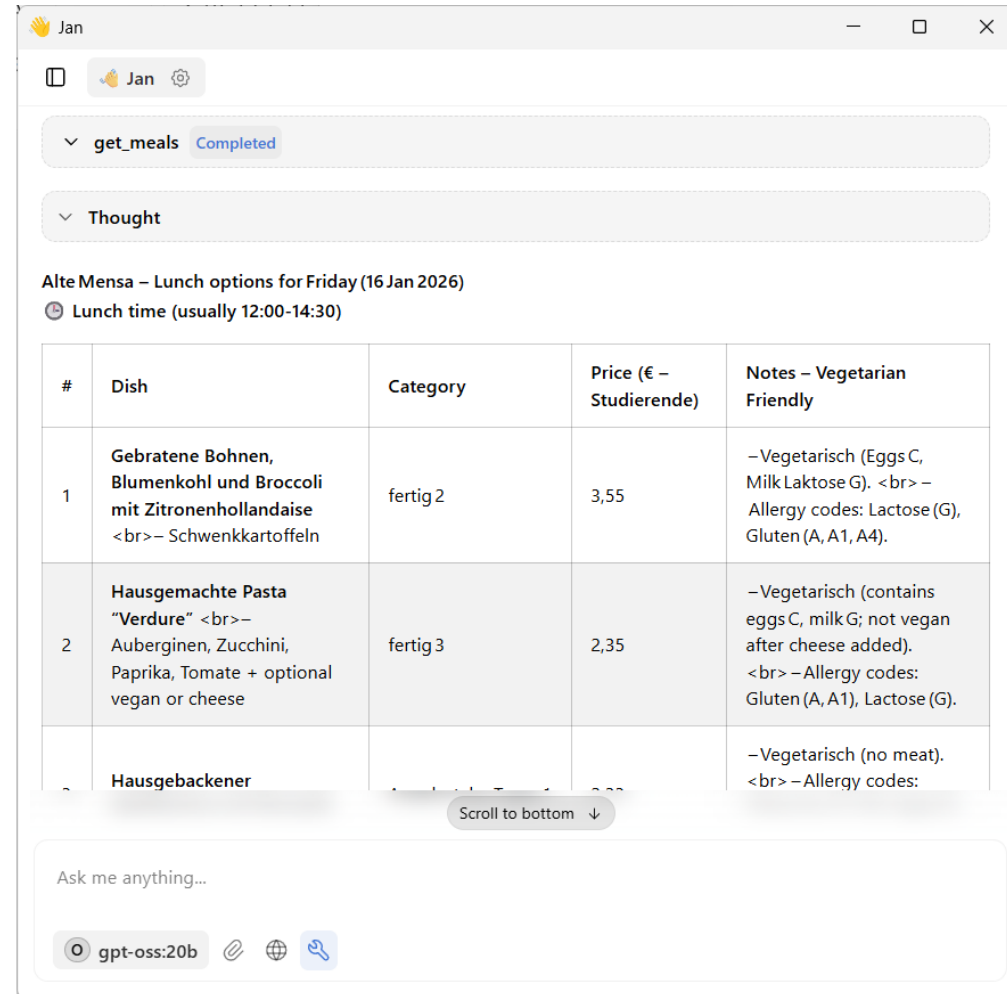 Jan
Jan
get_meals Completed
Thought
Alte Mensa – Lunch options for Friday (16 Jan 2026)
Lunch time (usually 12:00-14:30)
# Dish Category Price (€ – Studierende) Notes – Vegetarian Friendly
1
Gebratene Bohnen,
Blumenkohl und Broccoli
mit Zitronenhollandaise
<br>– Schwenkkartoffeln
fertig 2
3,55
– Vegetarisch (Eggs C,
Milk Laktose G). <br> –
Allergy codes: Lactose (G),
Gluten (A, A1, A4).
2
Hausgemachte Pasta
“Verdure” <br>–
Auberginen, Zucchini,
Paprika, Tomate + optional
vegan or cheese
fertig 3
2,35
– Vegetarisch (contains
eggs C, milk G; not vegan
after cheese added).
<br> – Allergy codes:
Gluten (A, A1), Lactose (G).
Hausgebackener
– Vegetarisch (no meat).
<br> – Allergy codes:
Scroll to bottom ↓
Ask me anything...
O gpt-oss:20b